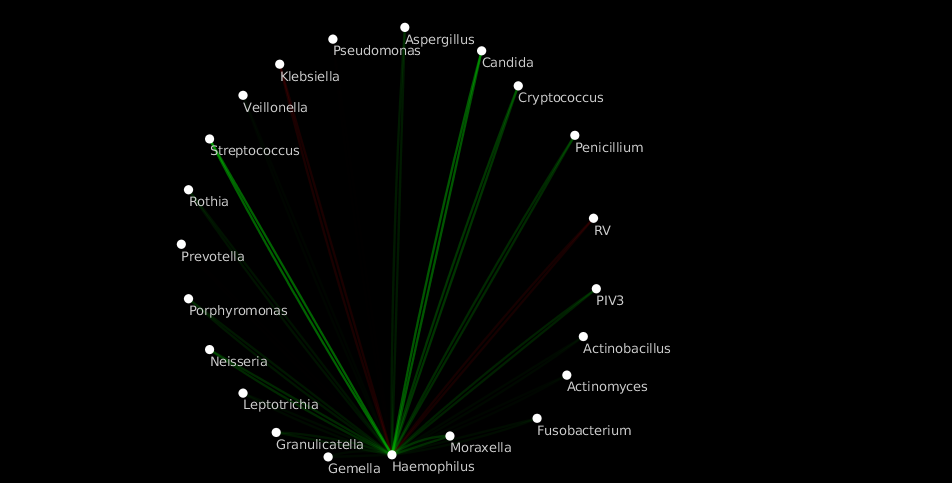 Aspergillus
Pseudomonas
Candida
Klebsiella
Cryptococcus
Veillonella
Penicillium
Streptococcus
Rothia
RV
Prevotella
PIV3
Porphyromonas
Actinobacillus
Neisseria
Actinomyces
Leptotrichia
Fusobacterium
Granulicatella
Moraxella
Gemella
Haemophilus